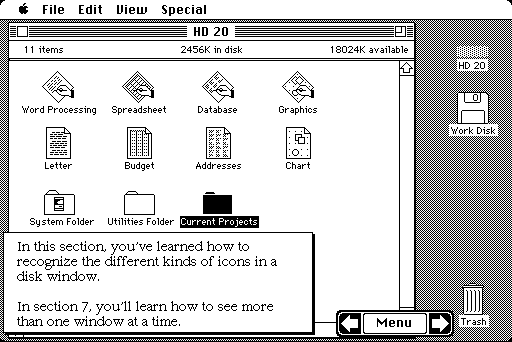 File Edit View Special
HD 20
11 items 2456K in disk 18024K available
HD 20
Word Processing Spreadsheet Database Graphics
Work Disk
Letter Budget Addresses Chart
System Folder Utilities Folder Current Projects
In this section, you've learned how to
recognize the different kinds of icons in a
disk window.
In section 7, you'll learn how to see more
than one window at a time.
Menu
Trash